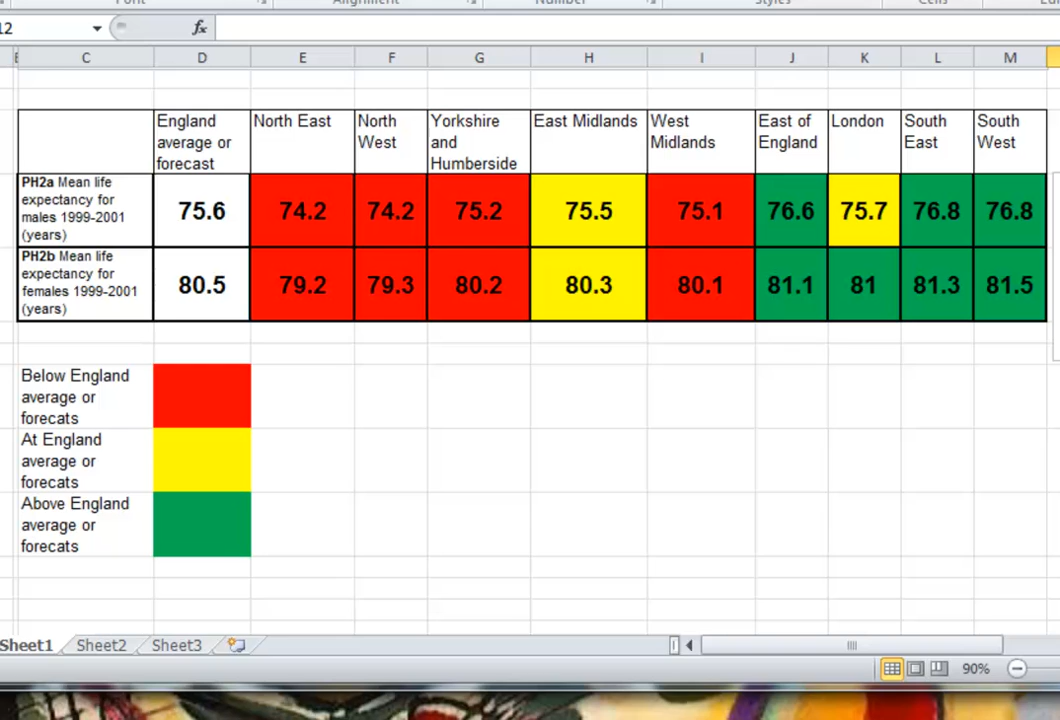 12
fx
C D E F G H I J K L M
England average or forecast
North East
North West
Yorkshire and Humberside
East Midlands
West Midlands
East of England
London
South East
South West
PH2a Mean life
expectancy for
males 1999-2001
(years)
75.6 74.2 74.2 75.2 75.5 75.1 76.6 75.7 76.8 76.8
PH2b Mean life
expectancy for
females 1999-2001
(years)
80.5 79.2 79.3 80.2 80.3 80.1 81.1 81 81.3 81.5
Below England
average or
forecats
At England
average or
forecats
Above England
average or
forecats
Sheet1 Sheet2 Sheet3
90%